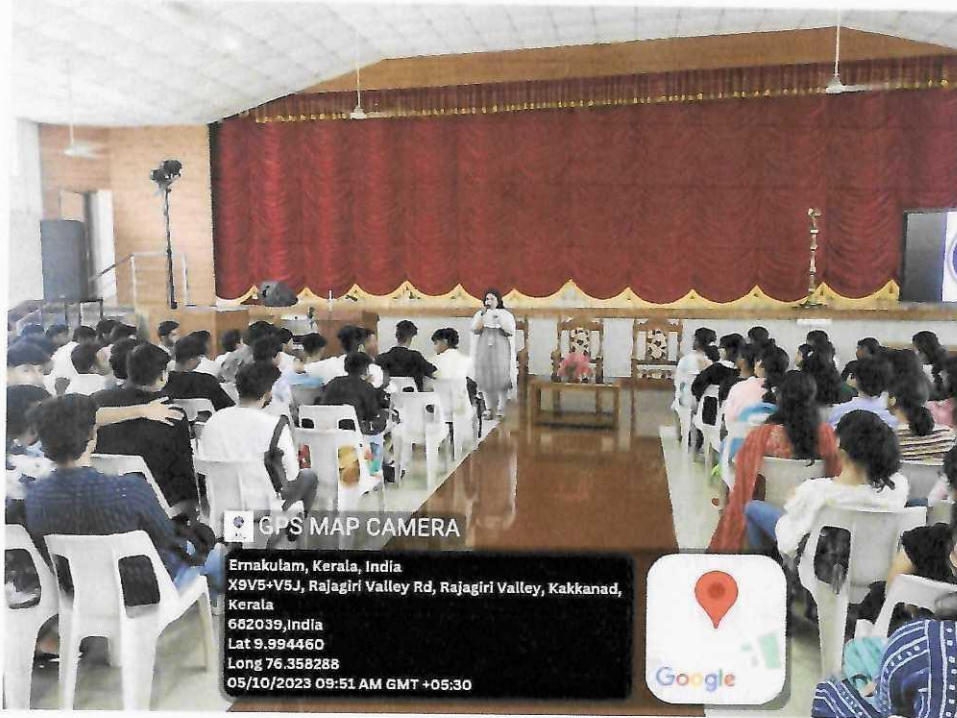 GPS MAP CAMERA
Ernakulam, Kerala, India
X9V5+V5J, Rajagiri Valley Rd, Rajagiri Valley, Kakkanad,
Kerala
682039,India
Lat 9.994460
Long 76.358288
05/10/2023 09:51 AM GMT +05:30
Google